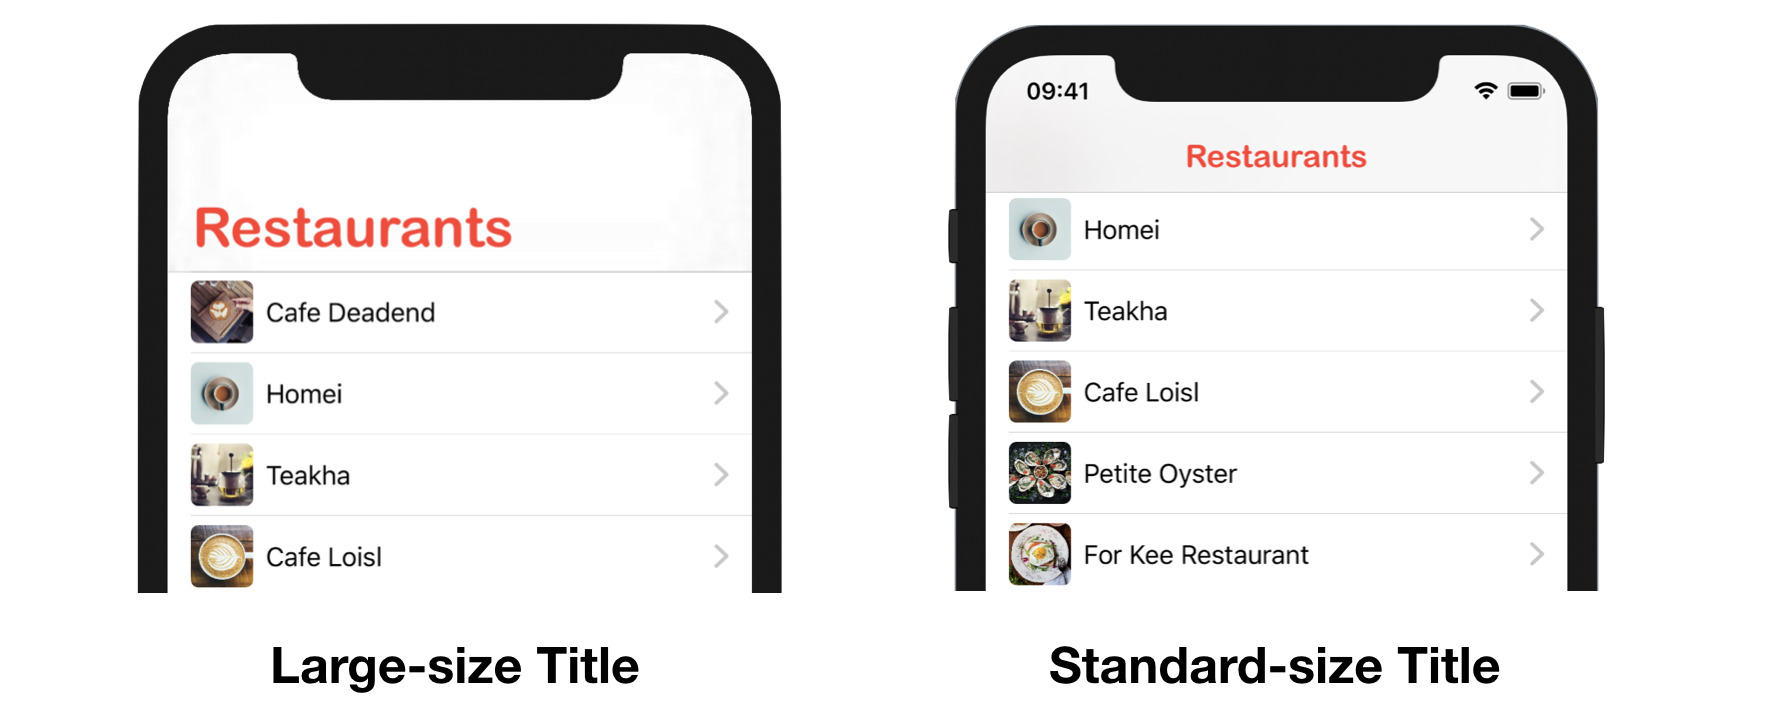 Restaurants
Cafe Deadend
Homei
Teakha
Cafe Loisl
Large-size Title
09:41
Restaurants
Homei
Teakha
Cafe Loisl
Petite Oyster
For Kee Restaurant
Standard-size Title